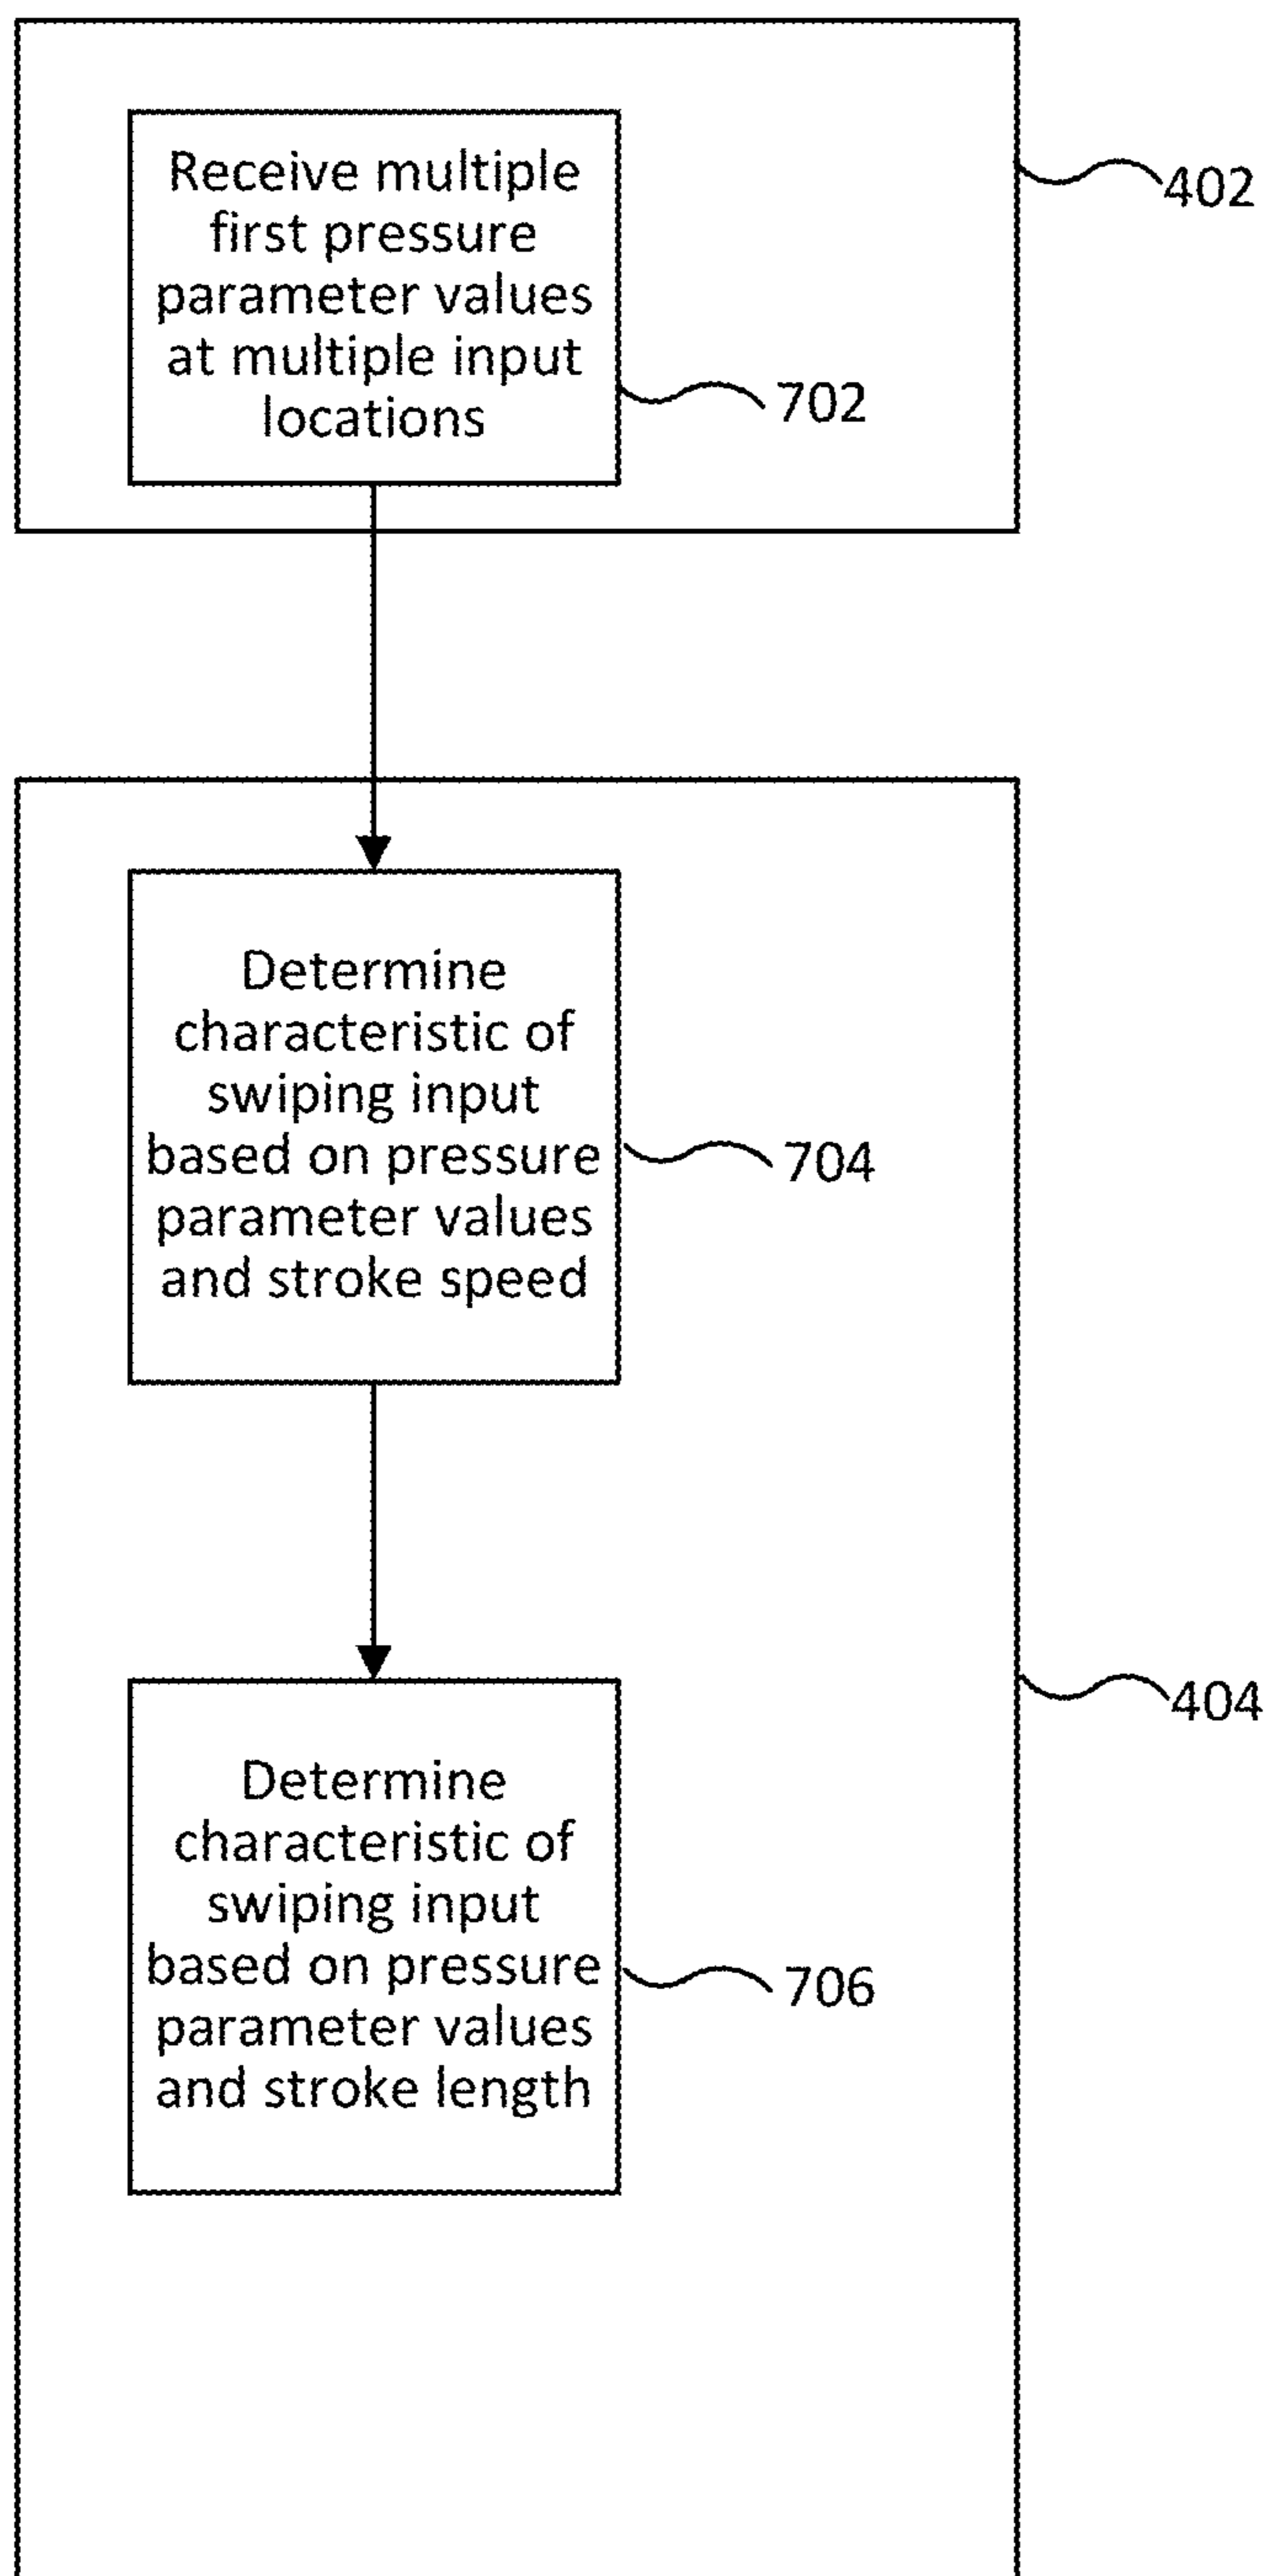 Receive multiple
first pressure
parameter values
at multiple input
locations
402
702
Determine
characteristic of
swiping input
based on pressure
parameter values
and stroke speed
704
Determine
characteristic of
swiping input
based on pressure
parameter values
and stroke length
404
706